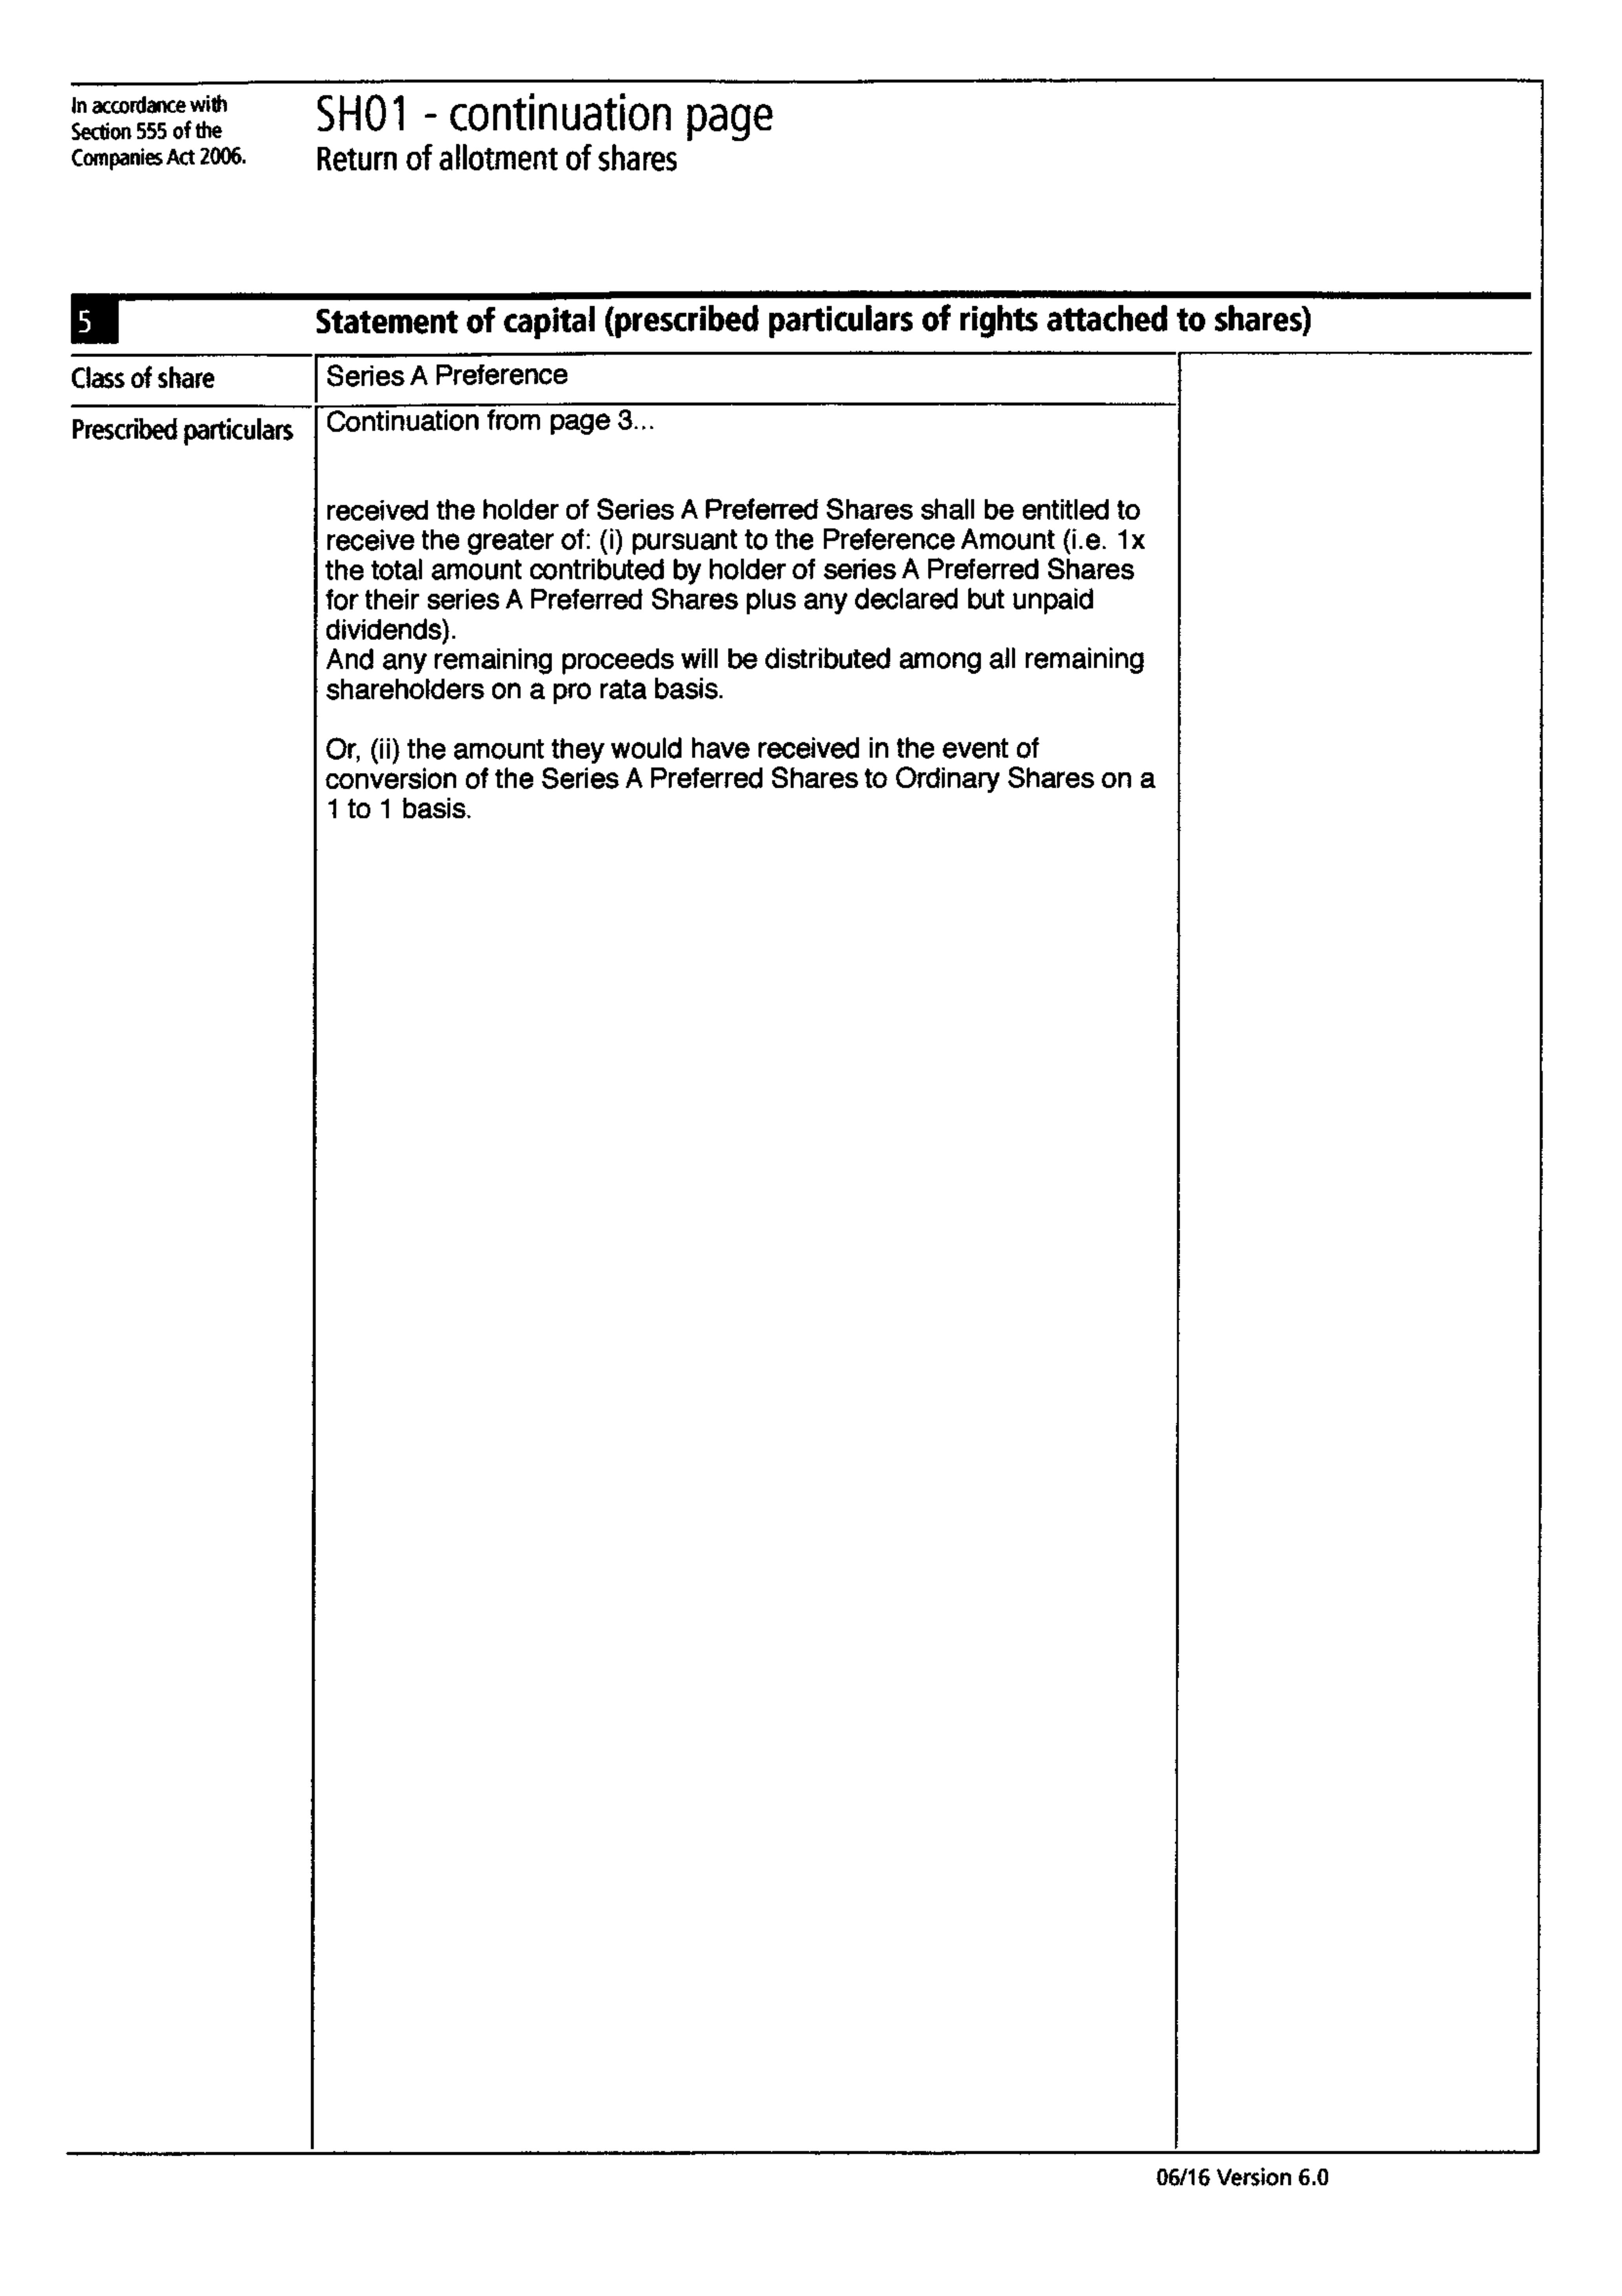 In accordance with
Section 555 of the
Companies Act 2006.
SH01 - continuation page
Return of allotment of shares
5
Statement of capital (prescribed particulars of rights attached to shares)
Class of share
Series A Preference
Prescribed particulars
Continuation from page 3...
received the holder of Series A Preferred Shares shall be entitled to
receive the greater of: (i) pursuant to the Preference Amount (i.e. 1x
the total amount contributed by holder of series A Preferred Shares
for their series A Preferred Shares plus any declared but unpaid
dividends).
And any remaining proceeds will be distributed among all remaining
shareholders on a pro rata basis.
Or, (ii) the amount they would have received in the event of
conversion of the Series A Preferred Shares to Ordinary Shares on a
1 to 1 basis.
06/16 Version 6.0